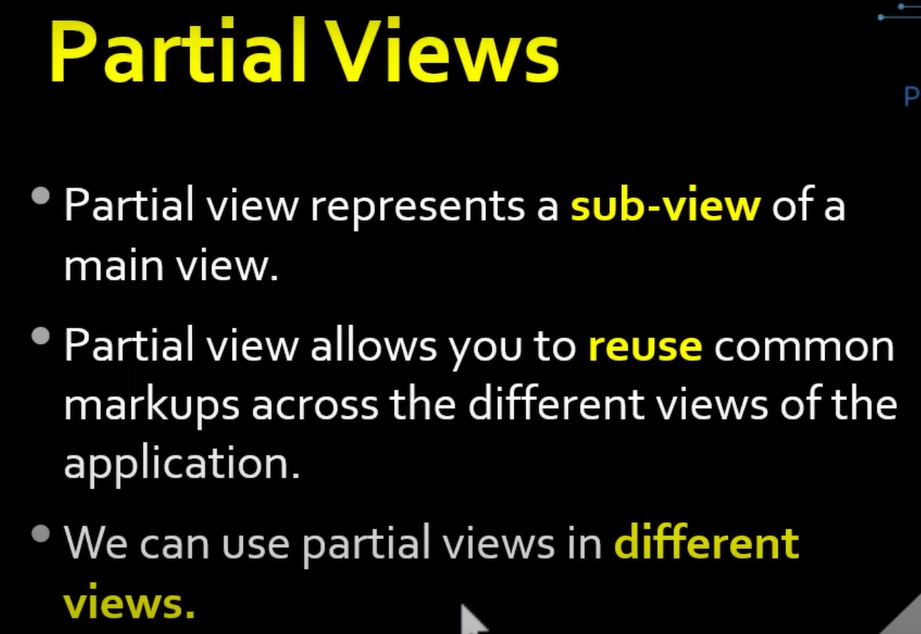 Partial Views
P
• Partial view represents a sub-view of a
main view.
• Partial view allows you to reuse common
markups across the different views of the
application.
• We can use partial views in different
views.